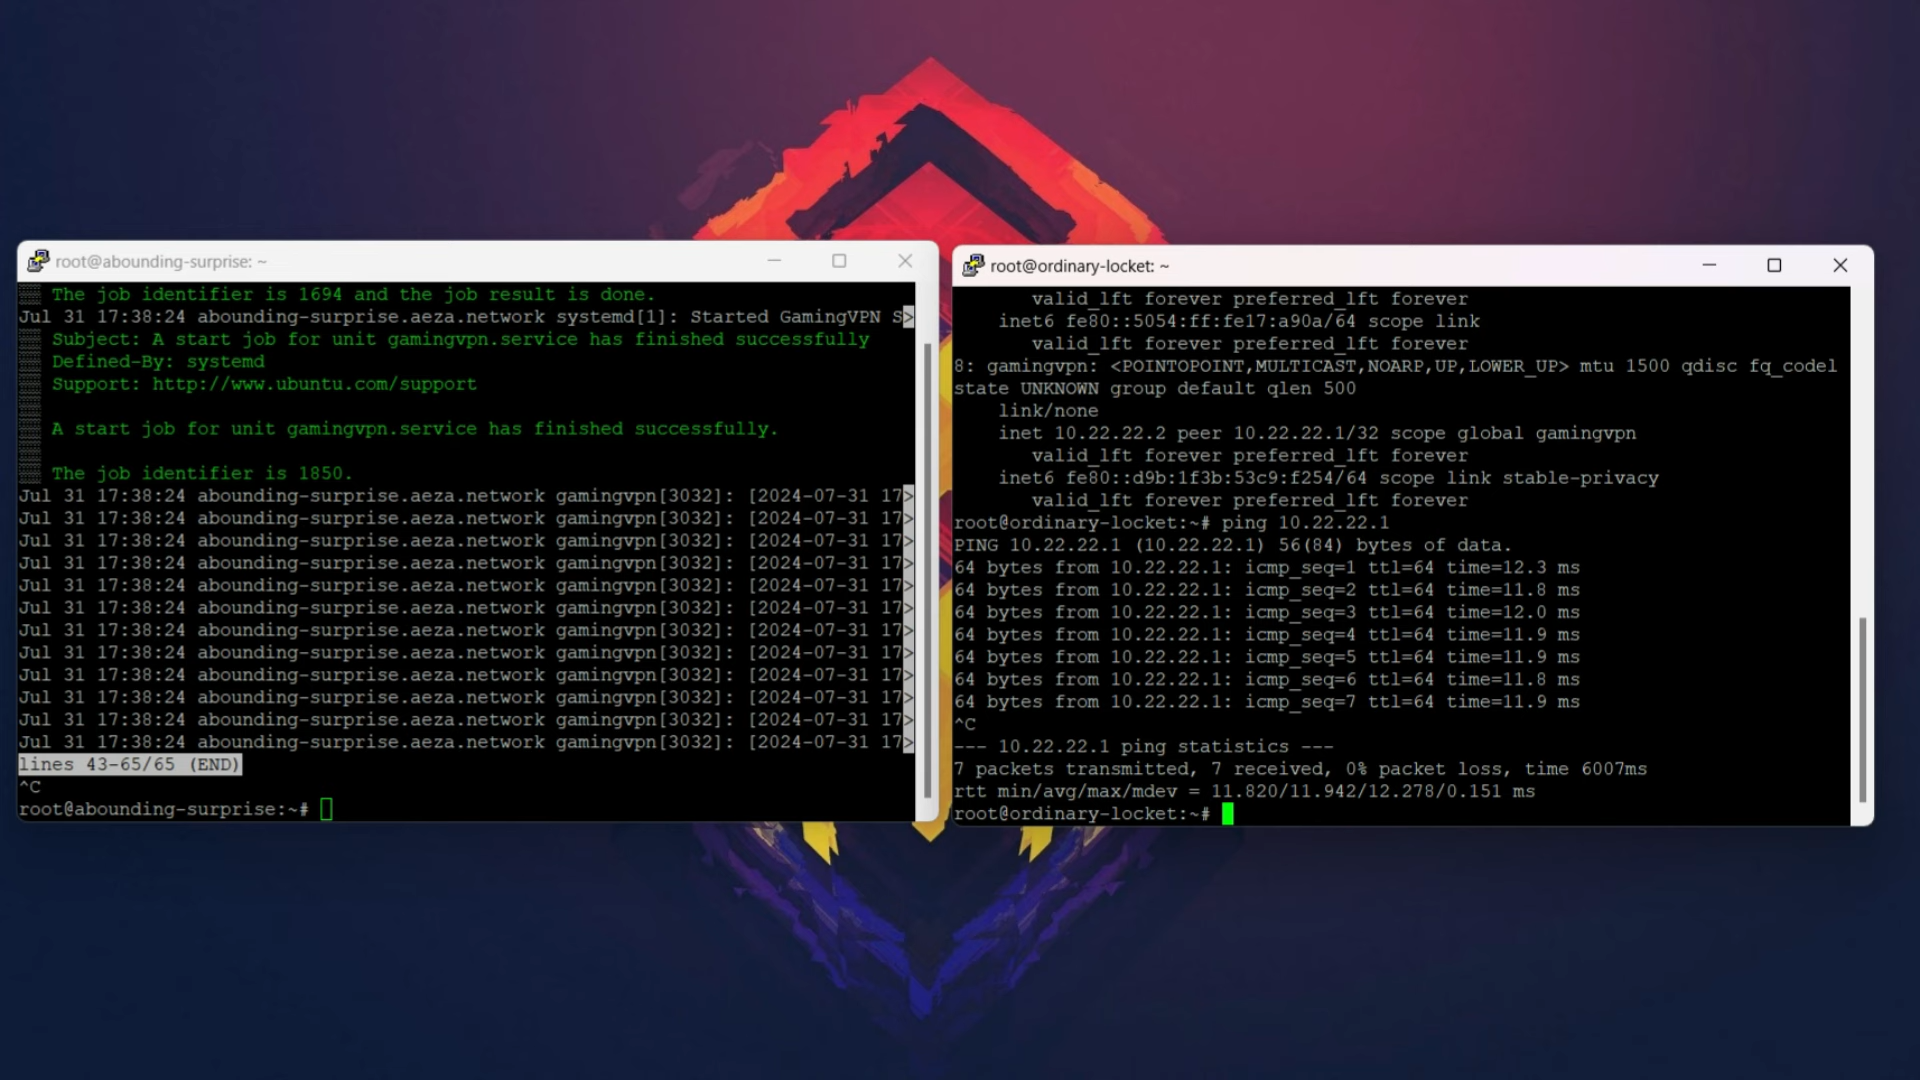 root@abounding-surprise: ~
The job identifier is 1694 and the job result is done.
Jul 31 17:38:24 abounding-surprise.aeza.network systemd[1]: Started GamingVPN S>
Subject: A start job for unit gamingvpn.service has finished successfully
Defined-By: systemd
Support: http://www.ubuntu.com/support
A start job for unit gamingvpn.service has finished successfully.
The job identifier is 1850.
Jul 31 17:38:24 abounding-surprise.aeza.network gamingvpn[3032]: [2024-07-31 17>
Jul 31 17:38:24 abounding-surprise.aeza.network gamingvpn[3032]: [2024-07-31 17>
Jul 31 17:38:24 abounding-surprise.aeza.network gamingvpn[3032]: [2024-07-31 17>
Jul 31 17:38:24 abounding-surprise.aeza.network gamingvpn[3032]: [2024-07-31 17>
Jul 31 17:38:24 abounding-surprise.aeza.network gamingvpn[3032]: [2024-07-31 17>
Jul 31 17:38:24 abounding-surprise.aeza.network gamingvpn[3032]: [2024-07-31 17>
Jul 31 17:38:24 abounding-surprise.aeza.network gamingvpn[3032]: [2024-07-31 17>
Jul 31 17:38:24 abounding-surprise.aeza.network gamingvpn[3032]: [2024-07-31 17>
Jul 31 17:38:24 abounding-surprise.aeza.network gamingvpn[3032]: [2024-07-31 17>
Jul 31 17:38:24 abounding-surprise.aeza.network gamingvpn[3032]: [2024-07-31 17>
Jul 31 17:38:24 abounding-surprise.aeza.network gamingvpn[3032]: [2024-07-31 17>
Jul 31 17:38:24 abounding-surprise.aeza.network gamingvpn[3032]: [2024-07-31 17>
lines 43-65/65 (END)
^C
root@abounding-surprise:~#
root@ordinary-locket: ~
valid_lft forever preferred_lft forever
inet6 fe80::5054:ff:fe17:a90a/64 scope link
valid_lft forever preferred_lft forever
8: gamingvpn: <POINTOPOINT,MULTICAST,NOARP,UP,LOWER_UP> mtu 1500 qdisc fq_codel
state UNKNOWN group default qlen 500
link/none
inet 10.22.22.2 peer 10.22.22.1/32 scope global gamingvpn
valid_lft forever preferred_lft forever
inet6 fe80::d9b:1f3b:53c9:f254/64 scope link stable-privacy
valid_lft forever preferred_lft forever
root@ordinary-locket:~# ping 10.22.22.1
PING 10.22.22.1 (10.22.22.1) 56(84) bytes of data.
64 bytes from 10.22.22.1: icmp_seq=1 ttl=64 time=12.3 ms
64 bytes from 10.22.22.1: icmp_seq=2 ttl=64 time=11.8 ms
64 bytes from 10.22.22.1: icmp_seq=3 ttl=64 time=12.0 ms
64 bytes from 10.22.22.1: icmp_seq=4 ttl=64 time=11.9 ms
64 bytes from 10.22.22.1: icmp_seq=5 ttl=64 time=11.9 ms
64 bytes from 10.22.22.1: icmp_seq=6 ttl=64 time=11.8 ms
64 bytes from 10.22.22.1: icmp_seq=7 ttl=64 time=11.9 ms
^C
--- 10.22.22.1 ping statistics ---
7 packets transmitted, 7 received, 0% packet loss, time 6007ms
rtt min/avg/max/mdev = 11.820/11.942/12.278/0.151 ms
root@ordinary-locket:~#